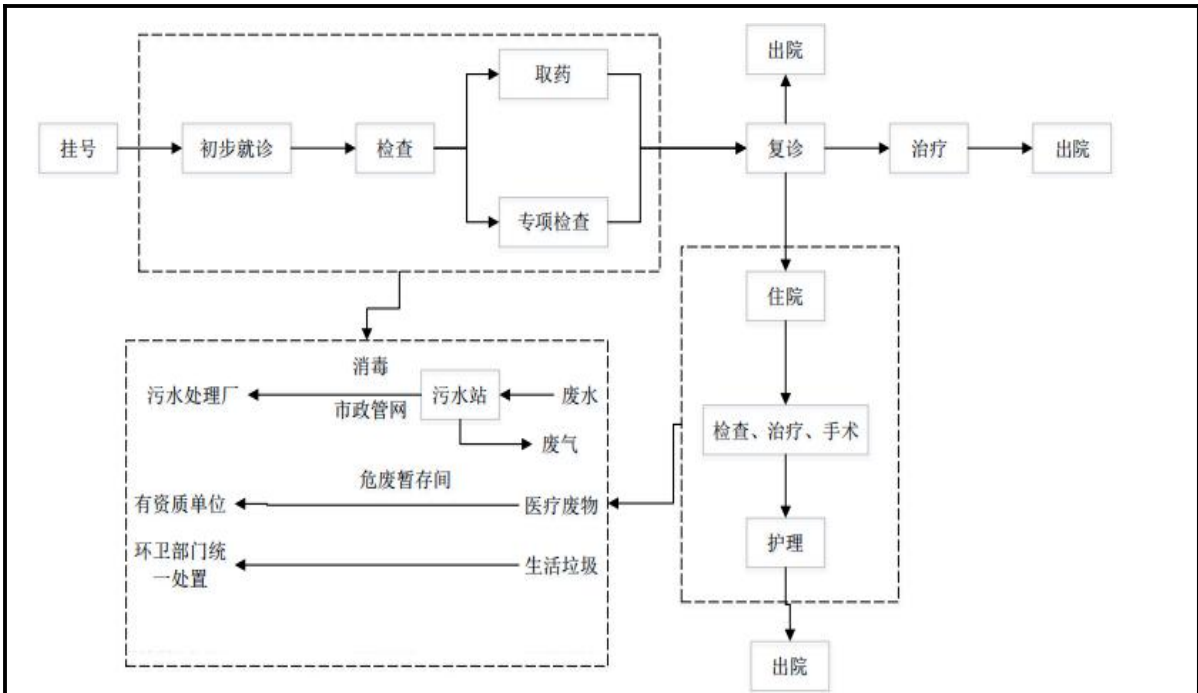 出院
取药
挂号
初步就诊
检查
复诊
治疗
出院
专项检查
住院
消毒
污水处理厂
污水站
废水
市政管网
废气
检查、治疗、手术
危废暂存间
有资质单位
医疗废物
护理
环卫部门统
一处置
生活垃圾
出院